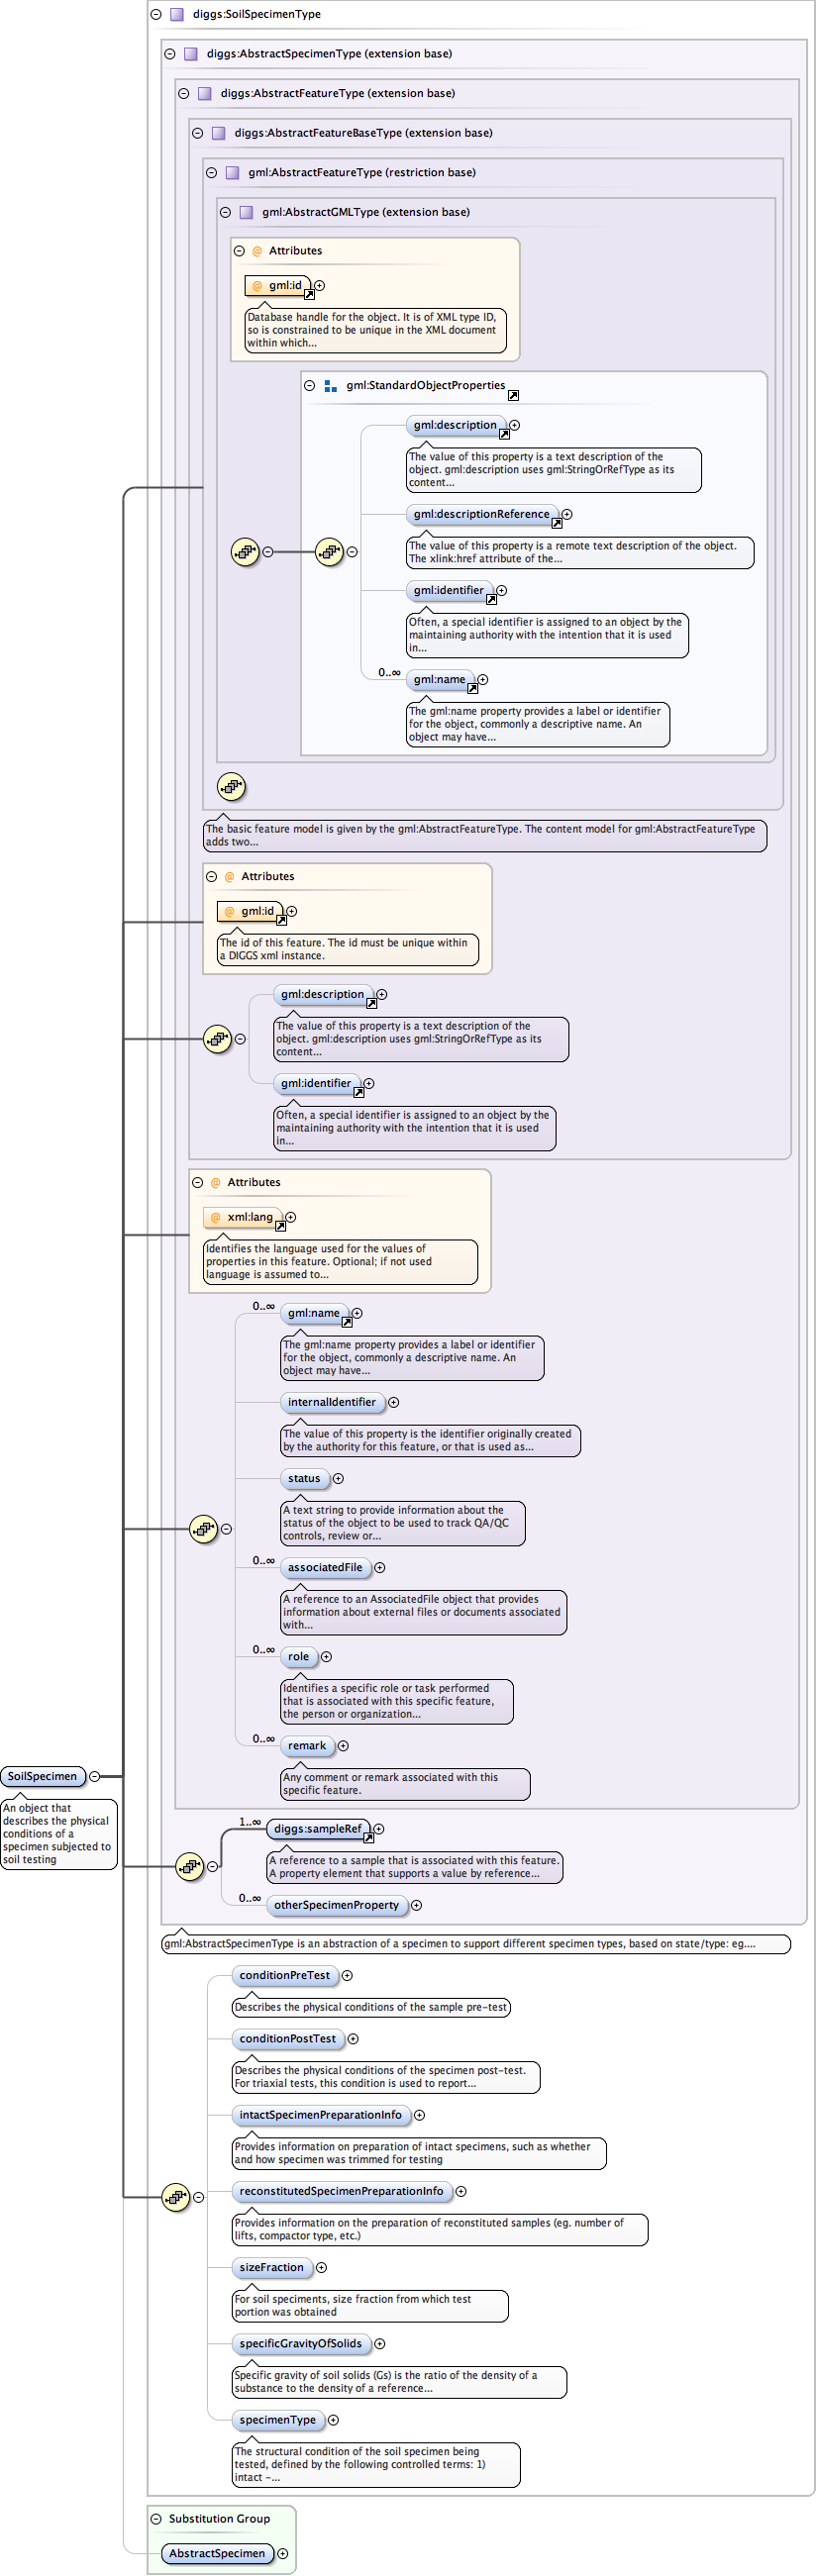 diggs:SoilSpecimenType
diggs:AbstractSpecimenType (extension base)
diggs:AbstractFeatureType (extension base)
diggs:AbstractFeatureBaseType (extension base)
gml:AbstractFeatureType (restriction base)
gml:AbstractGMLType (extension base)
@ Attributes
@ gml:id
Database handle for the object. It is of XML type ID,
so is constrained to be unique in the XML document
within which...
gml:StandardObjectProperties
gml:description
The value of this property is a text description of the
object. gml:description uses gml:StringOrRefType as its
content...
gml:descriptionReference
The value of this property is a remote text description of the object.
The xlink:href attribute of the...
gml:identifier
Often, a special identifier is assigned to an object by the
maintaining authority with the intention that it is used
in...
0..∞
gml:name
The gml:name property provides a label or identifier
for the object, commonly a descriptive name. An
object may have...
The basic feature model is given by the gml:AbstractFeatureType. The content model for gml:AbstractFeatureType
adds two...
@ Attributes
@ gml:id
The id of this feature. The id must be unique within
a DIGGS xml instance.
gml:description
The value of this property is a text description of the
object. gml:description uses gml:StringOrRefType as its
content...
gml:identifier
Often, a special identifier is assigned to an object by the
maintaining authority with the intention that it is used
in...
@ Attributes
@ xml:lang
Identifies the language used for the values of
properties in this feature. Optional; if not used
language is assumed to...
0..∞
gml:name
The gml:name property provides a label or identifier
for the object, commonly a descriptive name. An
object may have...
internalIdentifier
The value of this property is the identifier originally created
by the authority for this feature, or that is used as...
status
A text string to provide information about the
status of the object to be used to track QA/QC
controls, review or...
0..∞
associatedFile
A reference to an AssociatedFile object that provides
information about external files or documents associated
with...
0..∞
role
Identifies a specific role or task performed
that is associated with this specific feature,
the person or organization...
0..∞
remark
Any comment or remark associated with this
specific feature.
SoilSpecimen
An object that
describes the physical
conditions of a
specimen subjected to
soil testing
1..∞
diggs:sampleRef
A reference to a sample that is associated with this feature.
A property element that supports a value by reference...
0..∞
otherSpecimenProperty
gml:AbstractSpecimenType is an abstraction of a specimen to support different specimen types, based on state/type: eg....
conditionPreTest
Describes the physical conditions of the sample pre-test
conditionPostTest
Describes the physical conditions of the specimen post-test.
For triaxial tests, this condition is used to report...
intactSpecimenPreparationInfo
Provides information on preparation of intact specimens, such as whether
and how specimen was trimmed for testing
reconstitutedSpecimenPreparationInfo
Provides information on the preparation of reconstituted samples (eg. number of
lifts, compactor type, etc.)
sizeFraction
For soil speciments, size fraction from which test
portion was obtained
specificGravityOfSolids
Specific gravity of soil solids (Gs) is the ratio of the density of a
substance to the density of a reference...
specimenType
The structural condition of the soil specimen being
tested, defined by the following controlled terms: 1)
intact -...
Substitution Group
AbstractSpecimen